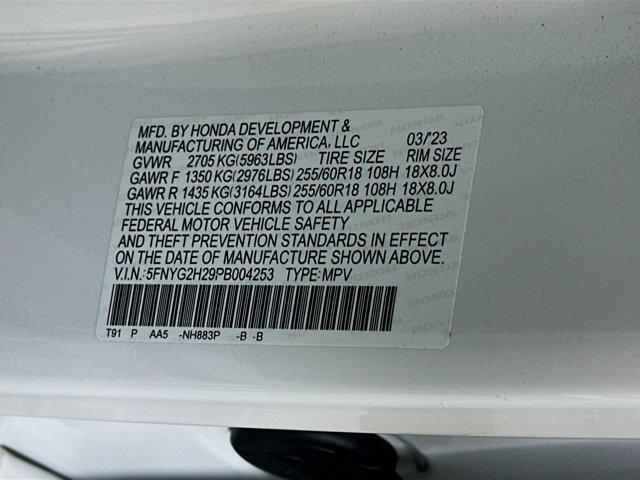 MFD. BY HONDA DEVELOPMENT &
MANUFACTURING OF AMERICA, LLC 03/'23
GVWR 2705 KG(5963LBS) TIRE SIZE RIM SIZE
GAWR F 1350 KG(2976LBS) 255/60R18 108H 18X8.0J
GAWR R 1435 KG(3164LBS) 255/60R18 108H 18X8.0J
THIS VEHICLE CONFORMS TO ALL APPLICABLE
FEDERAL MOTOR VEHICLE SAFETY
AND THEFT PREVENTION STANDARDS IN EFFECT
ON THE DATE OF MANUFACTURE SHOWN ABOVE.
V.I.N.:5FNYG2H29PB004253 TYPE:MPV
T91 P AA5 -NH883P -B -B